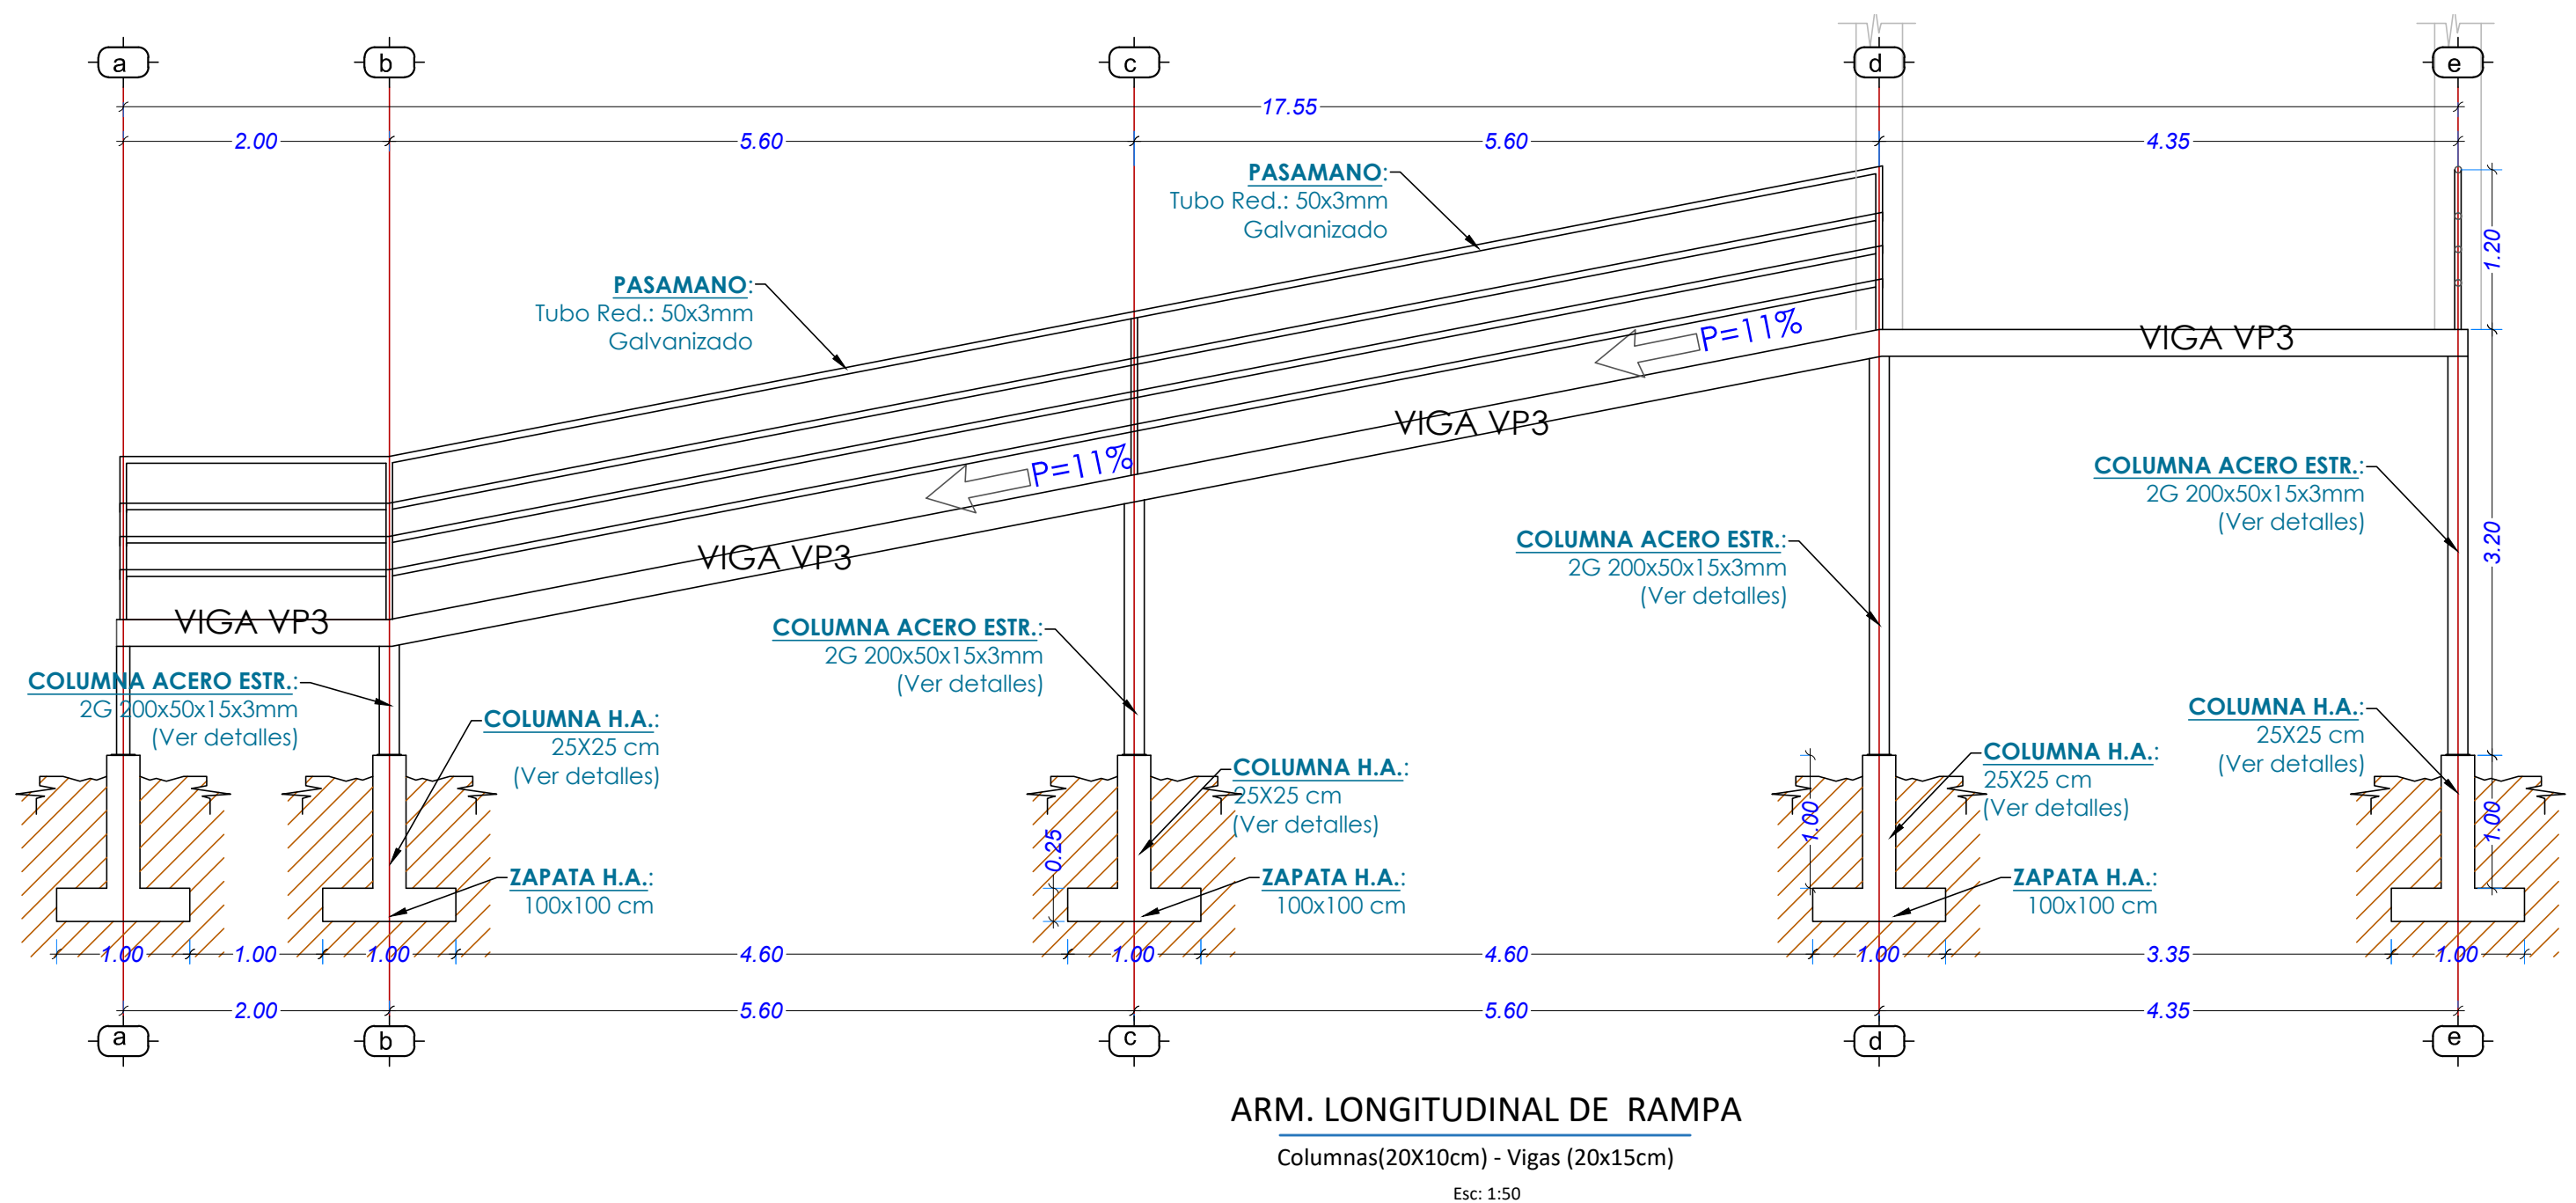 a
b
c
d
e
17.55
2.00
5.60
5.60
4.35
PASAMANO:
Tubo Red.: 50x3mm
Galvanizado
PASAMANO:
Tubo Red.: 50x3mm
Galvanizado
1.20
P=11%
VIGA VP3
VIGA VP3
P=11%
COLUMNA ACERO ESTR.:
2G 200x50x15x3mm
(Ver detalles)
3.20
COLUMNA ACERO ESTR.:
2G 200x50x15x3mm
(Ver detalles)
VIGA VP3
VIGA VP3
COLUMNA ACERO ESTR.:
2G 200x50x15x3mm
(Ver detalles)
COLUMNA ACERO ESTR.:
2G 200x50x15x3mm
(Ver detalles)
COLUMNA H.A.:
25X25 cm
(Ver detalles)
COLUMNA H.A.:
25X25 cm
(Ver detalles)
COLUMNA H.A.:
25X25 cm
(Ver detalles)
COLUMNA H.A.:
25X25 cm
(Ver detalles)
0.25
1.00
1.00
ZAPATA H.A.:
100x100 cm
ZAPATA H.A.:
100x100 cm
ZAPATA H.A.:
100x100 cm
1.00
1.00
1.00
4.60
1.00
4.60
1.00
3.35
1.00
2.00
5.60
5.60
4.35
a
b
c
d
e
ARM. LONGITUDINAL DE RAMPA
Columnas(20X10cm) - Vigas (20x15cm)
Esc: 1:50